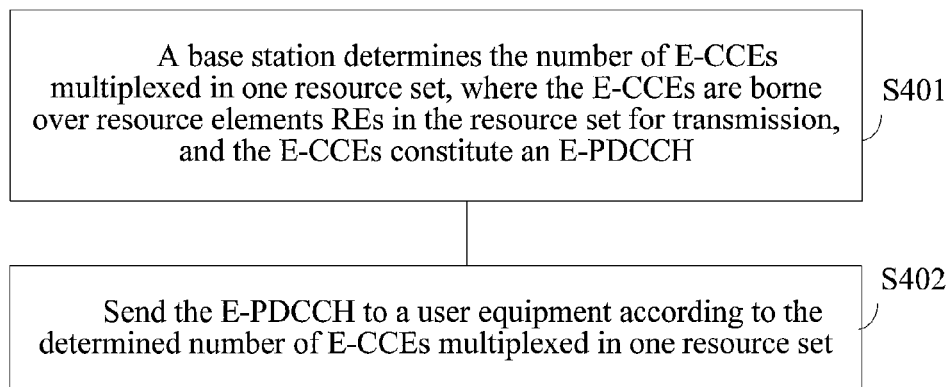 A base station determines the number of E-CCEs
multiplexed in one resource set, where the E-CCEs are borne
over resource elements REs in the resource set for transmission,
and the E-CCEs constitute an E-PDCCH
S401
S402
Send the E-PDCCH to a user equipment according to the
determined number of E-CCEs multiplexed in one resource set